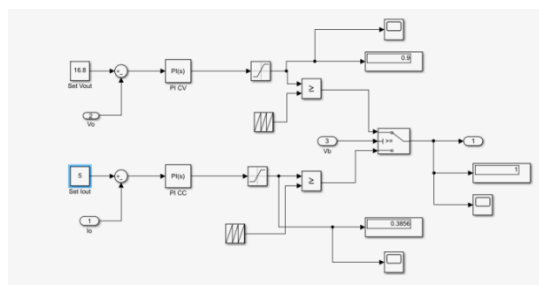 0.9
16.8
PI(s)
Set Vout
PI CV
≥
2
Vo
3
>=
1
Vb
5
PI(s)
≥
1
Set Iout
PI CC
1
0.3856
Io